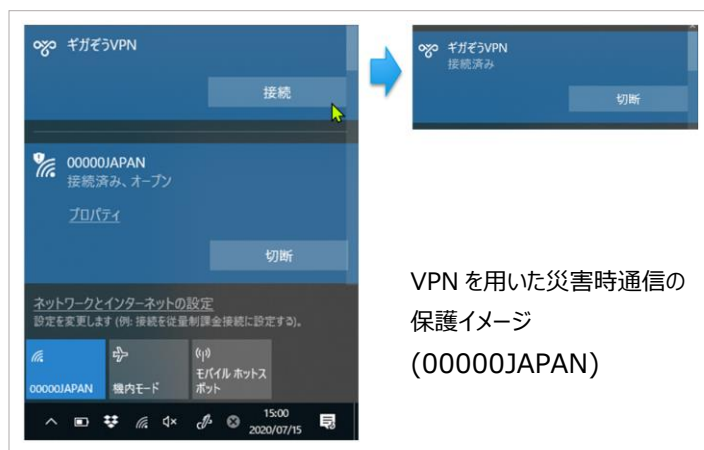 ギガぞうVPN
接続
00000JAPAN
接続済み、オープン
プロパティ
切断
ネットワークとインターネットの設定
設定を変更します (例: 接続を従量制課金接続に設定する)。
00000JAPAN
機内モード
モバイル ホットス
ポット
15:00
2020/07/15
ギガぞうVPN
接続済み
切断
VPN を用いた災害時通信の
保護イメージ
(00000JAPAN)